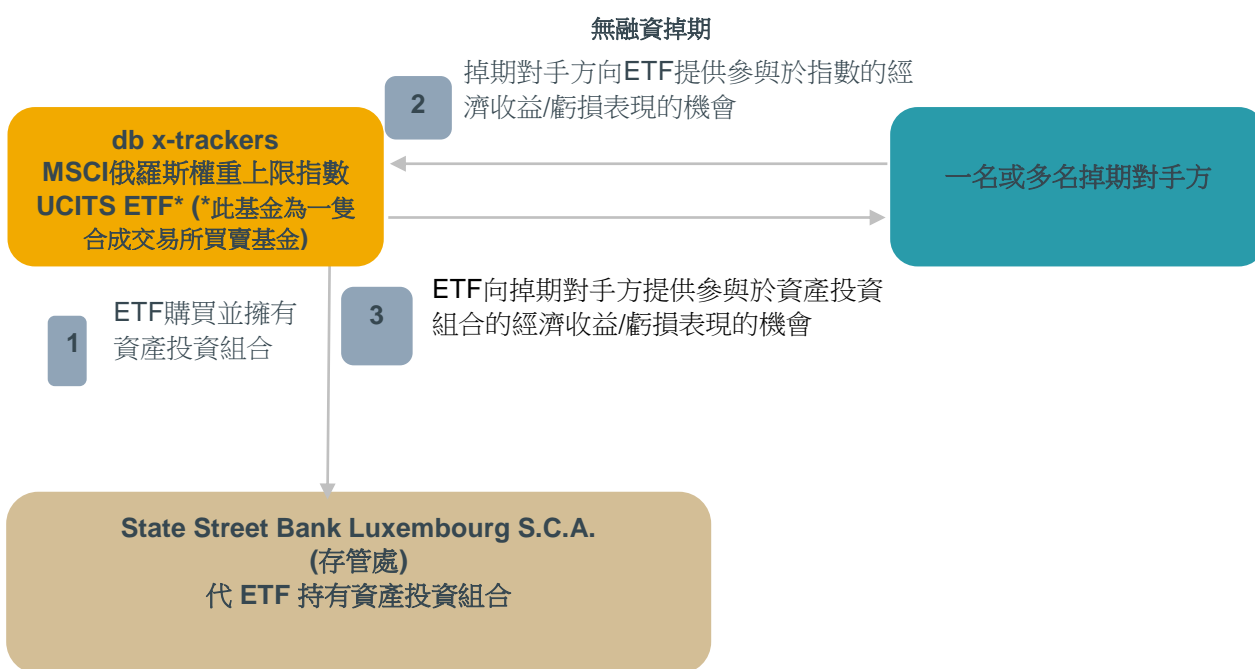 無融資掉期
2
掉期對手方向ETF提供參與於指數的經
濟收益/虧損表現的機會
db x-trackers
MSCI俄羅斯權重上限指數
UCITS ETF* (*此基金為一隻
合成交易所買賣基金)
一名或多名掉期對手方
1
ETF購買並擁有
資產投資組合
3
ETF向掉期對手方提供參與於資產投資
組合的經濟收益/虧損表現的機會
State Street Bank Luxembourg S.C.A.
(存管處)
代 ETF 持有資產投資組合